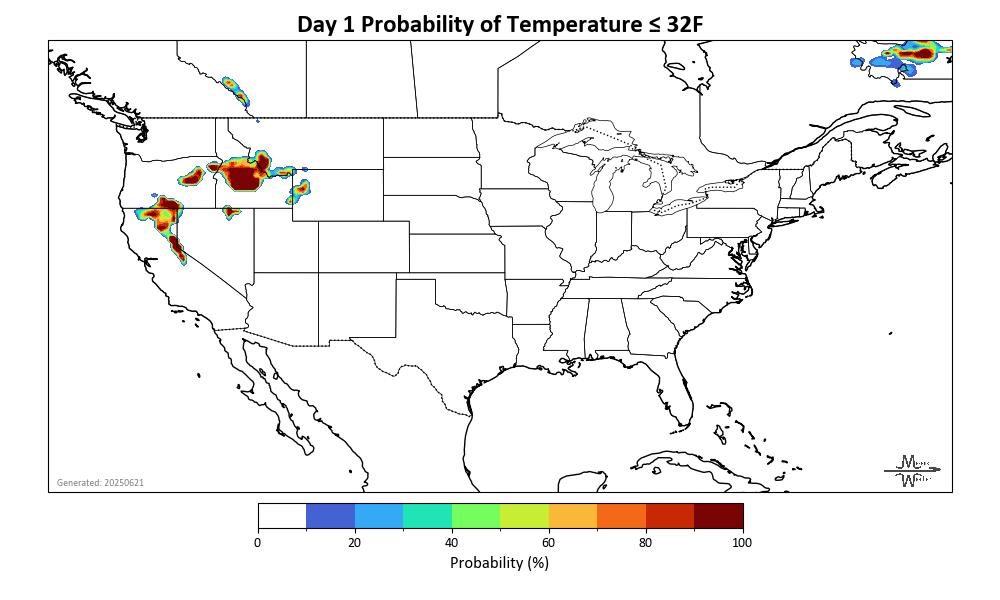 Day 1 Probability of Temperature ≤ 32F
Generated: 20250621
0 20 40 60 80 100
Probability (%)